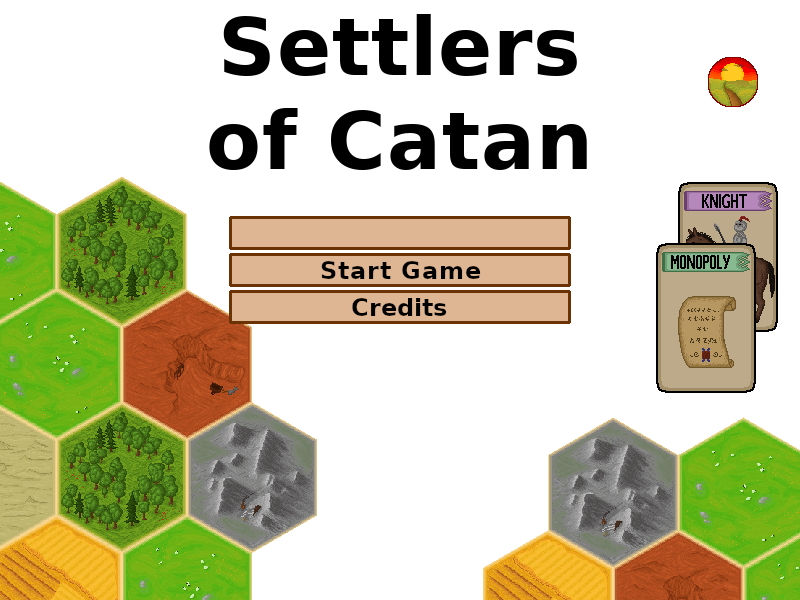 Settlers
of Catan
KNIGHT
MONOPOLY
Start Game
Credits